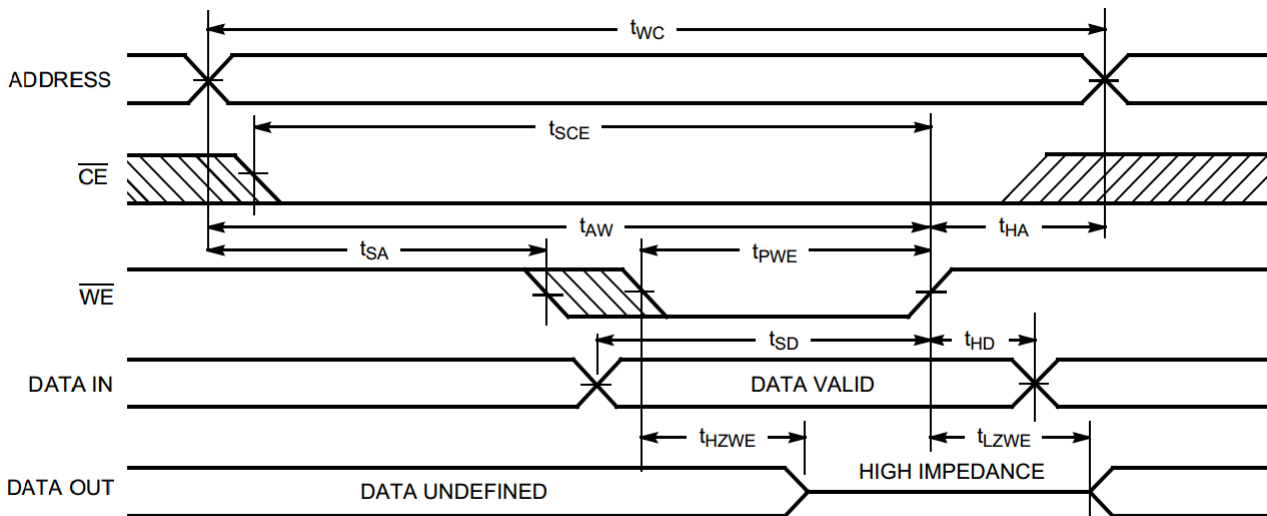 tWC
ADDRESS
tSCE
CE
tAW
tHA
tSA
tPWE
WE
tSD
tHD
DATA IN
DATA VALID
tHZWE
tLZWE
HIGH IMPEDANCE
DATA OUT
DATA UNDEFINED